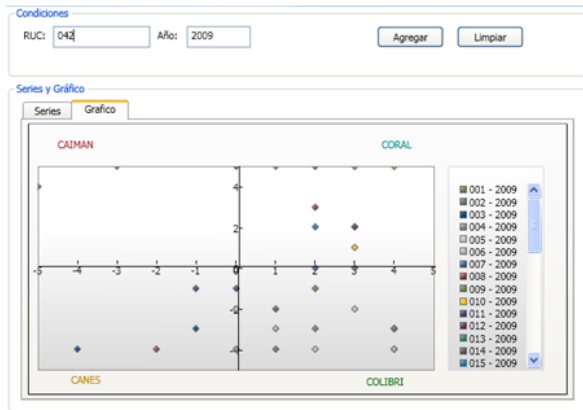 Condiciones
RUC: 042 Año: 2009 Agregar Limpiar
Series y Gráfico
Series Grafico
CAIMAN CORAL
4
2
-5 -4 -3 -2 -1 0 1 2 3 4 5
-2
-4
001 - 2009
002 - 2009
003 - 2009
004 - 2009
005 - 2009
006 - 2009
007 - 2009
008 - 2009
009 - 2009
010 - 2009
011 - 2009
012 - 2009
013 - 2009
014 - 2009
015 - 2009
CANES COLIBRI